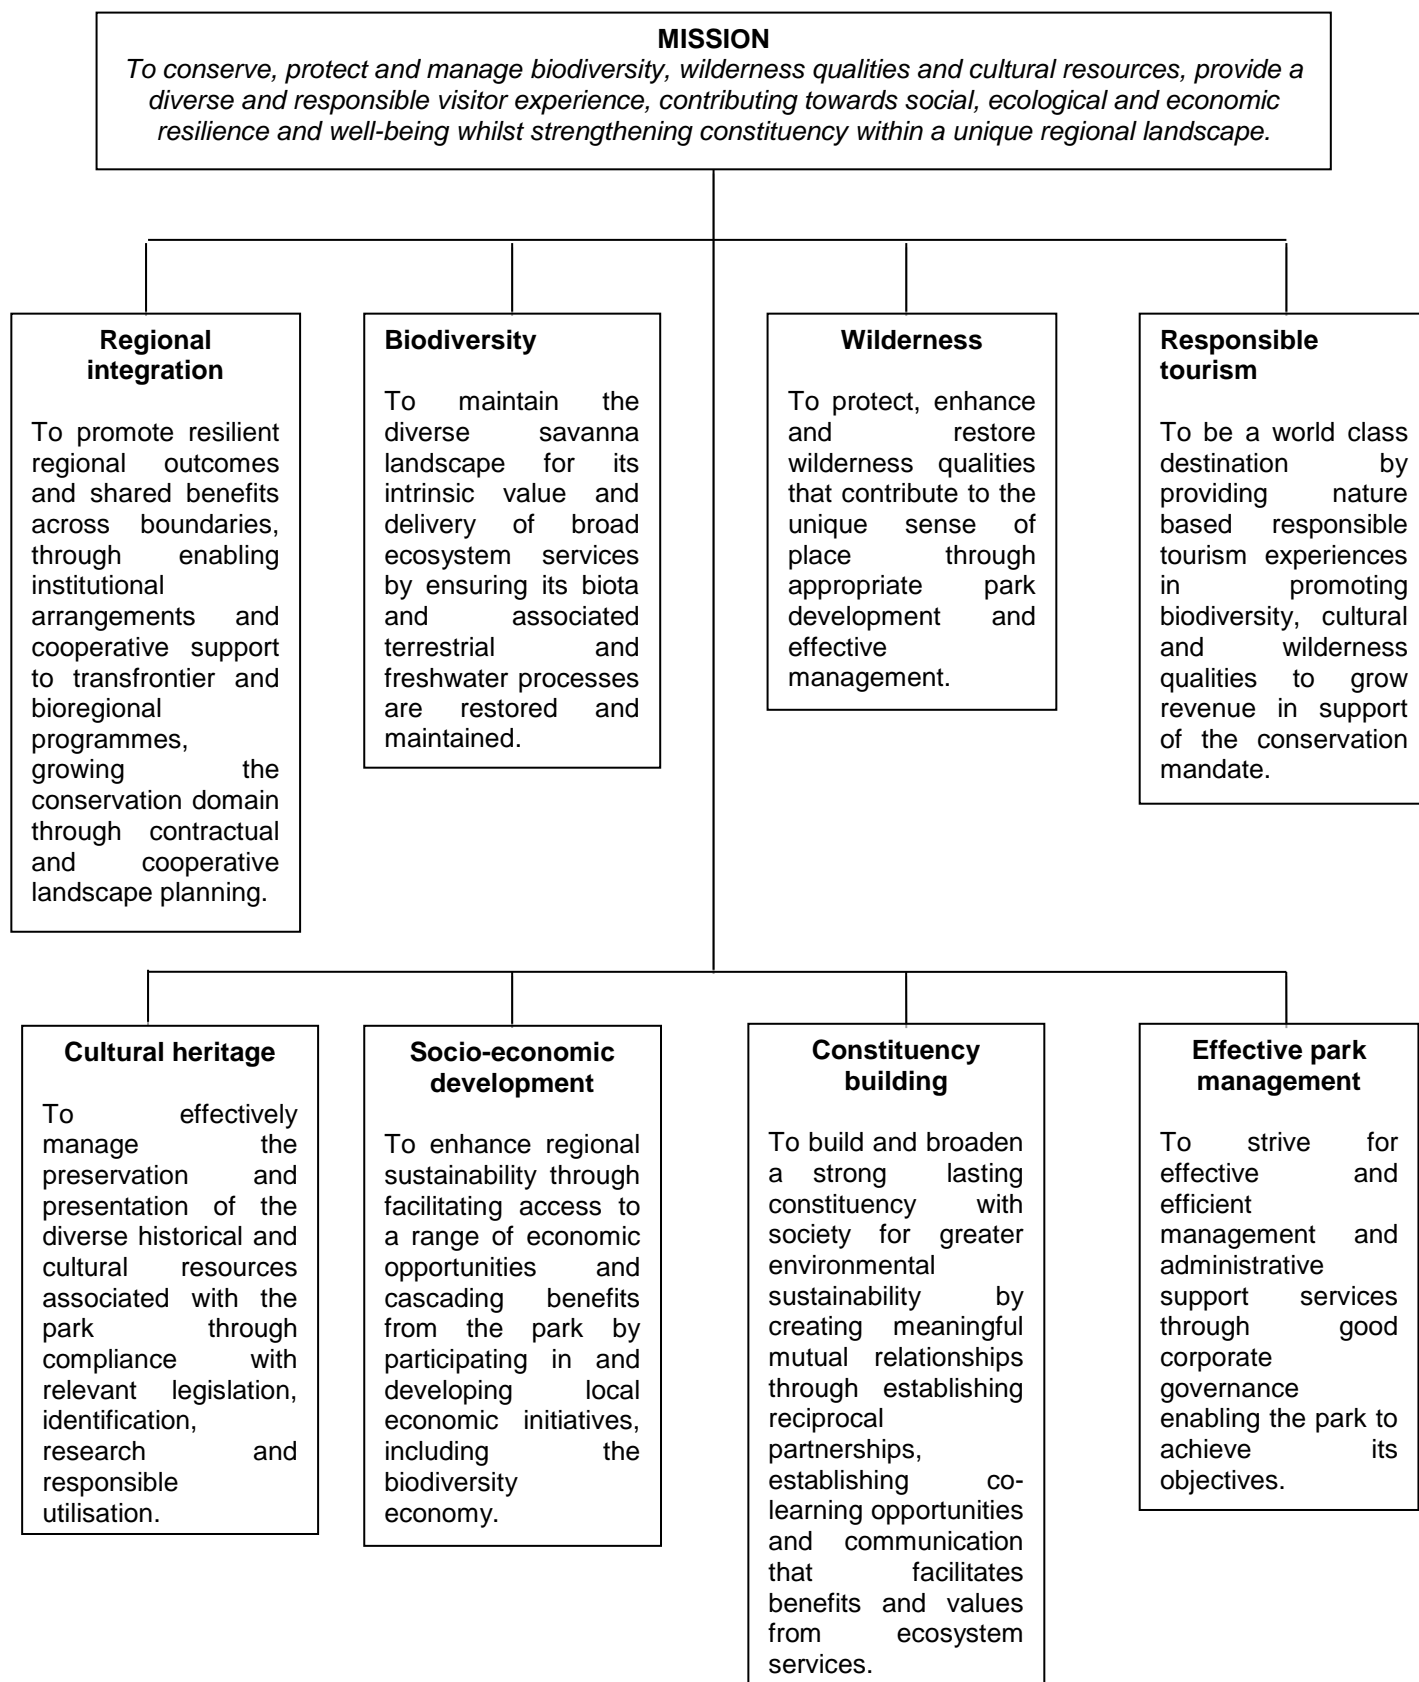 MISSION
To conserve, protect and manage biodiversity, wilderness qualities and cultural resources, provide a
diverse and responsible visitor experience, contributing towards social, ecological and economic
resilience and well-being whilst strengthening constituency within a unique regional landscape.
Regional
integration
To promote resilient
regional outcomes
and shared benefits
across boundaries,
through enabling
institutional
arrangements and
cooperative support
to transfrontier and
bioregional
programmes,
growing the
conservation domain
through contractual
and cooperative
landscape planning.
Biodiversity
To maintain the
diverse savanna
landscape for its
intrinsic value and
delivery of broad
ecosystem services
by ensuring its biota
and associated
terrestrial and
freshwater processes
are restored and
maintained.
Wilderness
To protect, enhance
and restore
wilderness qualities
that contribute to the
unique sense of
place through
appropriate park
development and
effective
management.
Responsible
tourism
To be a world class
destination by
providing nature
based responsible
tourism experiences
in promoting
biodiversity, cultural
and wilderness
qualities to grow
revenue in support
of the conservation
mandate.
Cultural heritage
To effectively
manage the
preservation and
presentation of the
diverse historical and
cultural resources
associated with the
park through
compliance with
relevant legislation,
identification,
research and
responsible
utilisation.
Socio-economic
development
To enhance regional
sustainability through
facilitating access to
a range of economic
opportunities and
cascading benefits
from the park by
participating in and
developing local
economic initiatives,
including the
biodiversity
economy.
Constituency
building
To build and broaden
a strong lasting
constituency with
society for greater
environmental
sustainability by
creating meaningful
mutual relationships
through establishing
reciprocal
partnerships,
establishing co-
learning opportunities
and communication
that facilitates
benefits and values
from ecosystem
services.
Effective park
management
To strive for
effective and
efficient
management and
administrative
support services
through good
corporate
governance
enabling the park to
achieve its
objectives.